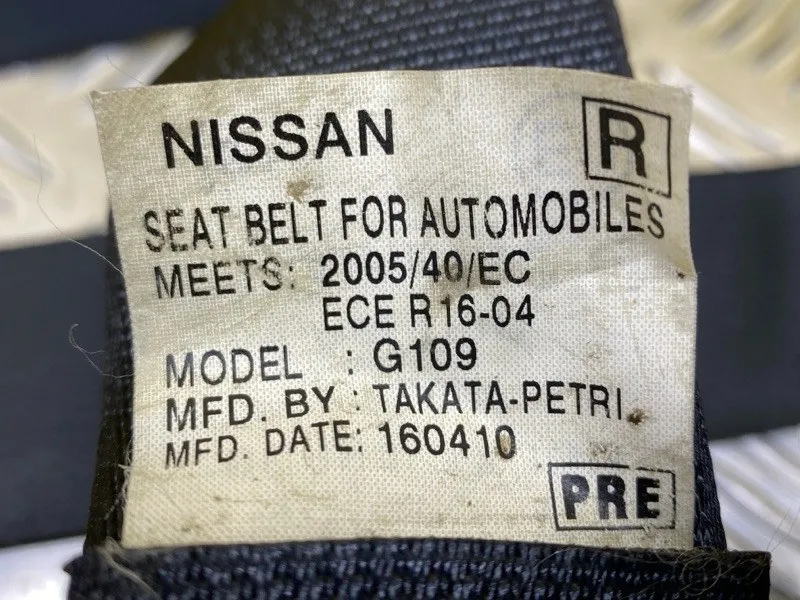 NISSAN R
SEAT BELT FOR AUTOMOBILES
MEETS: 2005/40/EC
ECE R16-04
MODEL : G109
MFD. BY : TAKATA-PETRI
MFD. DATE: 160410
PRE